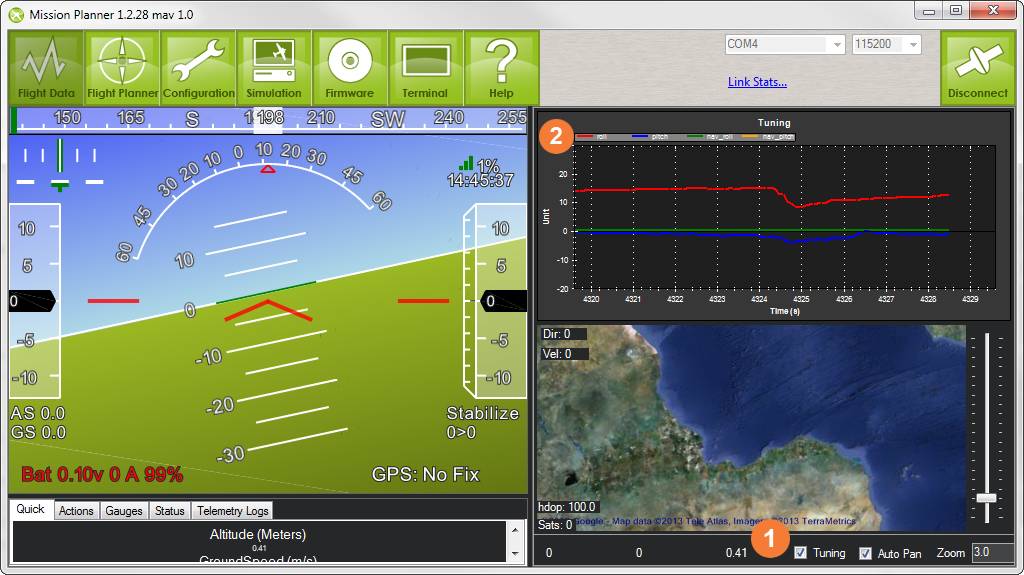 Mission Planner 1.2.28 mav 1.0
Flight Data Flight Planner Configuration Simulation Firmware Terminal Help
COM4 115200
Link Stats...
Disconnect
150 165 S 198 210 SW 240 255
60 45 30 20 10 0 10 20 30 45 60
1%
14:45:37
10 5 0 -5 -10
10 0 -10 -20 -30
10 5 0 -5 -10
AS 0.0
GS 0.0
Stabilize
0>0
Bat 0.10v 0 A 99%
GPS: No Fix
Quick Actions Gauges Status Telemetry Logs
Altitude (Meters)
0.41
GroundSpeed (m/s)
Tuning
2
roll pitch nav_roll nav_pitch
Unit
20
10
0
-10
-20
4320 4321 4322 4323 4324 4325 4326 4327 4328 4329
Time (s)
Dir: 0
Vel: 0
hdop: 100.0
Sats: 0
Google - Map data ©2013 Tele Atlas, Imagery ©2013 TerraMetrics
1
0 0 0.41 Tuning Auto Pan Zoom 3.0